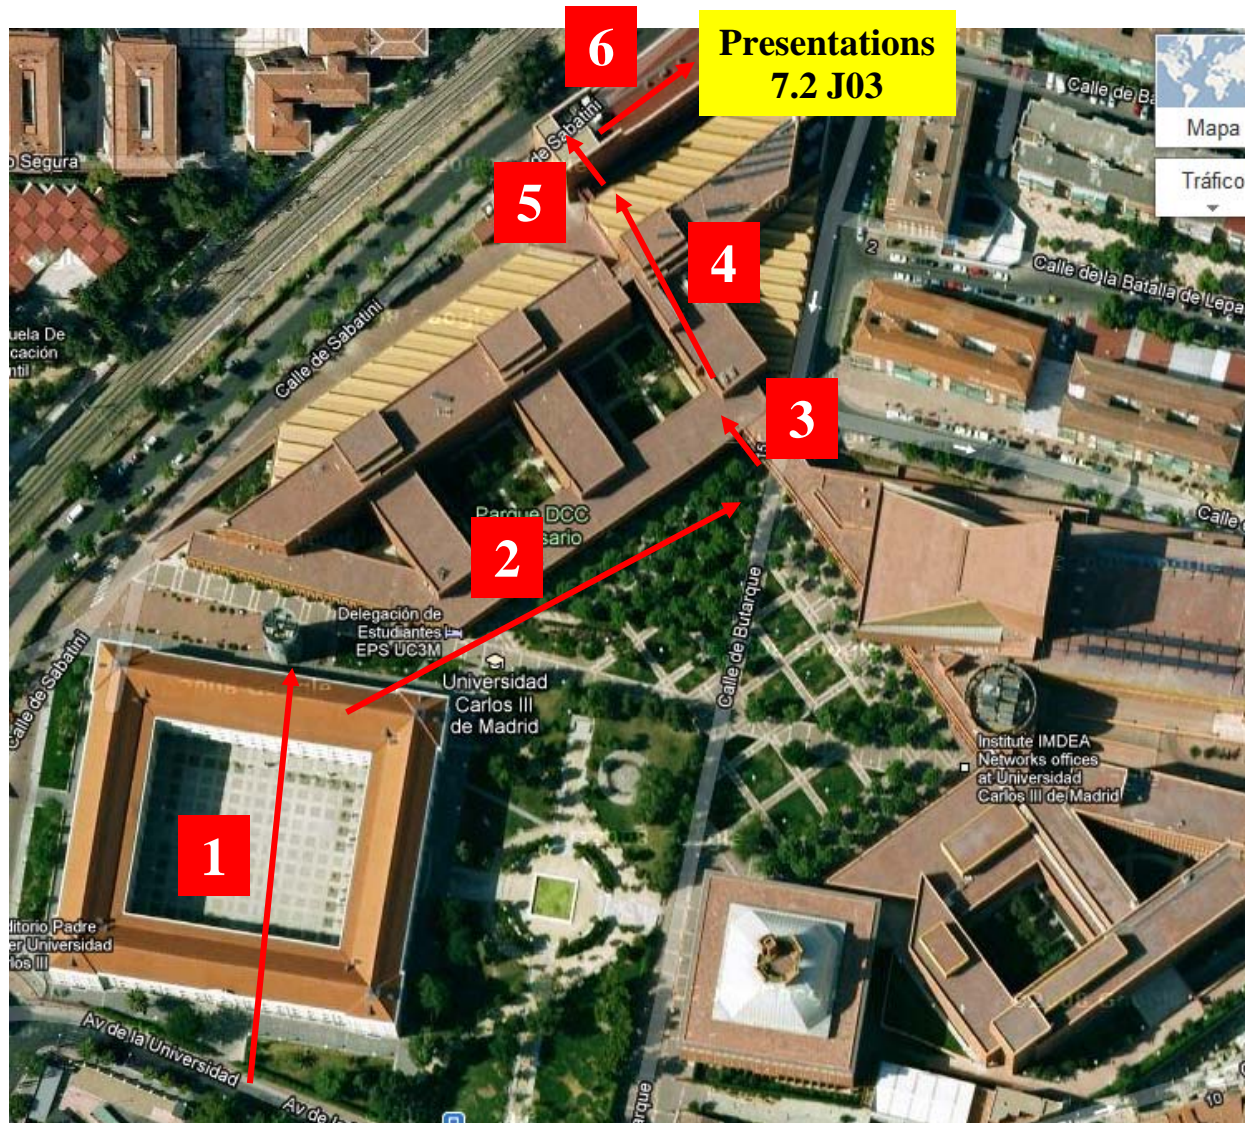 6
Presentations
7.2 J03
Calle de Ba
Mapa
Tráfico
de Sabatini
o Segura
5
4
2
Calle de la Batalla de Lepa
uela De
cación
ntil
Calle de Sabatini
3
15
Calle d
Parque DCC
sario
2
Delegación de
Estudiantes
EPS UC3M
Calle de Butarque
Calle de Sabatini
Universidad
Carlos III
de Madrid
Institute IMDEA
Networks offices
at Universidad
Carlos III de Madrid
1
ditorio Padre
er Universidad
los III
Av de la Universidad
Av de la
arque
10